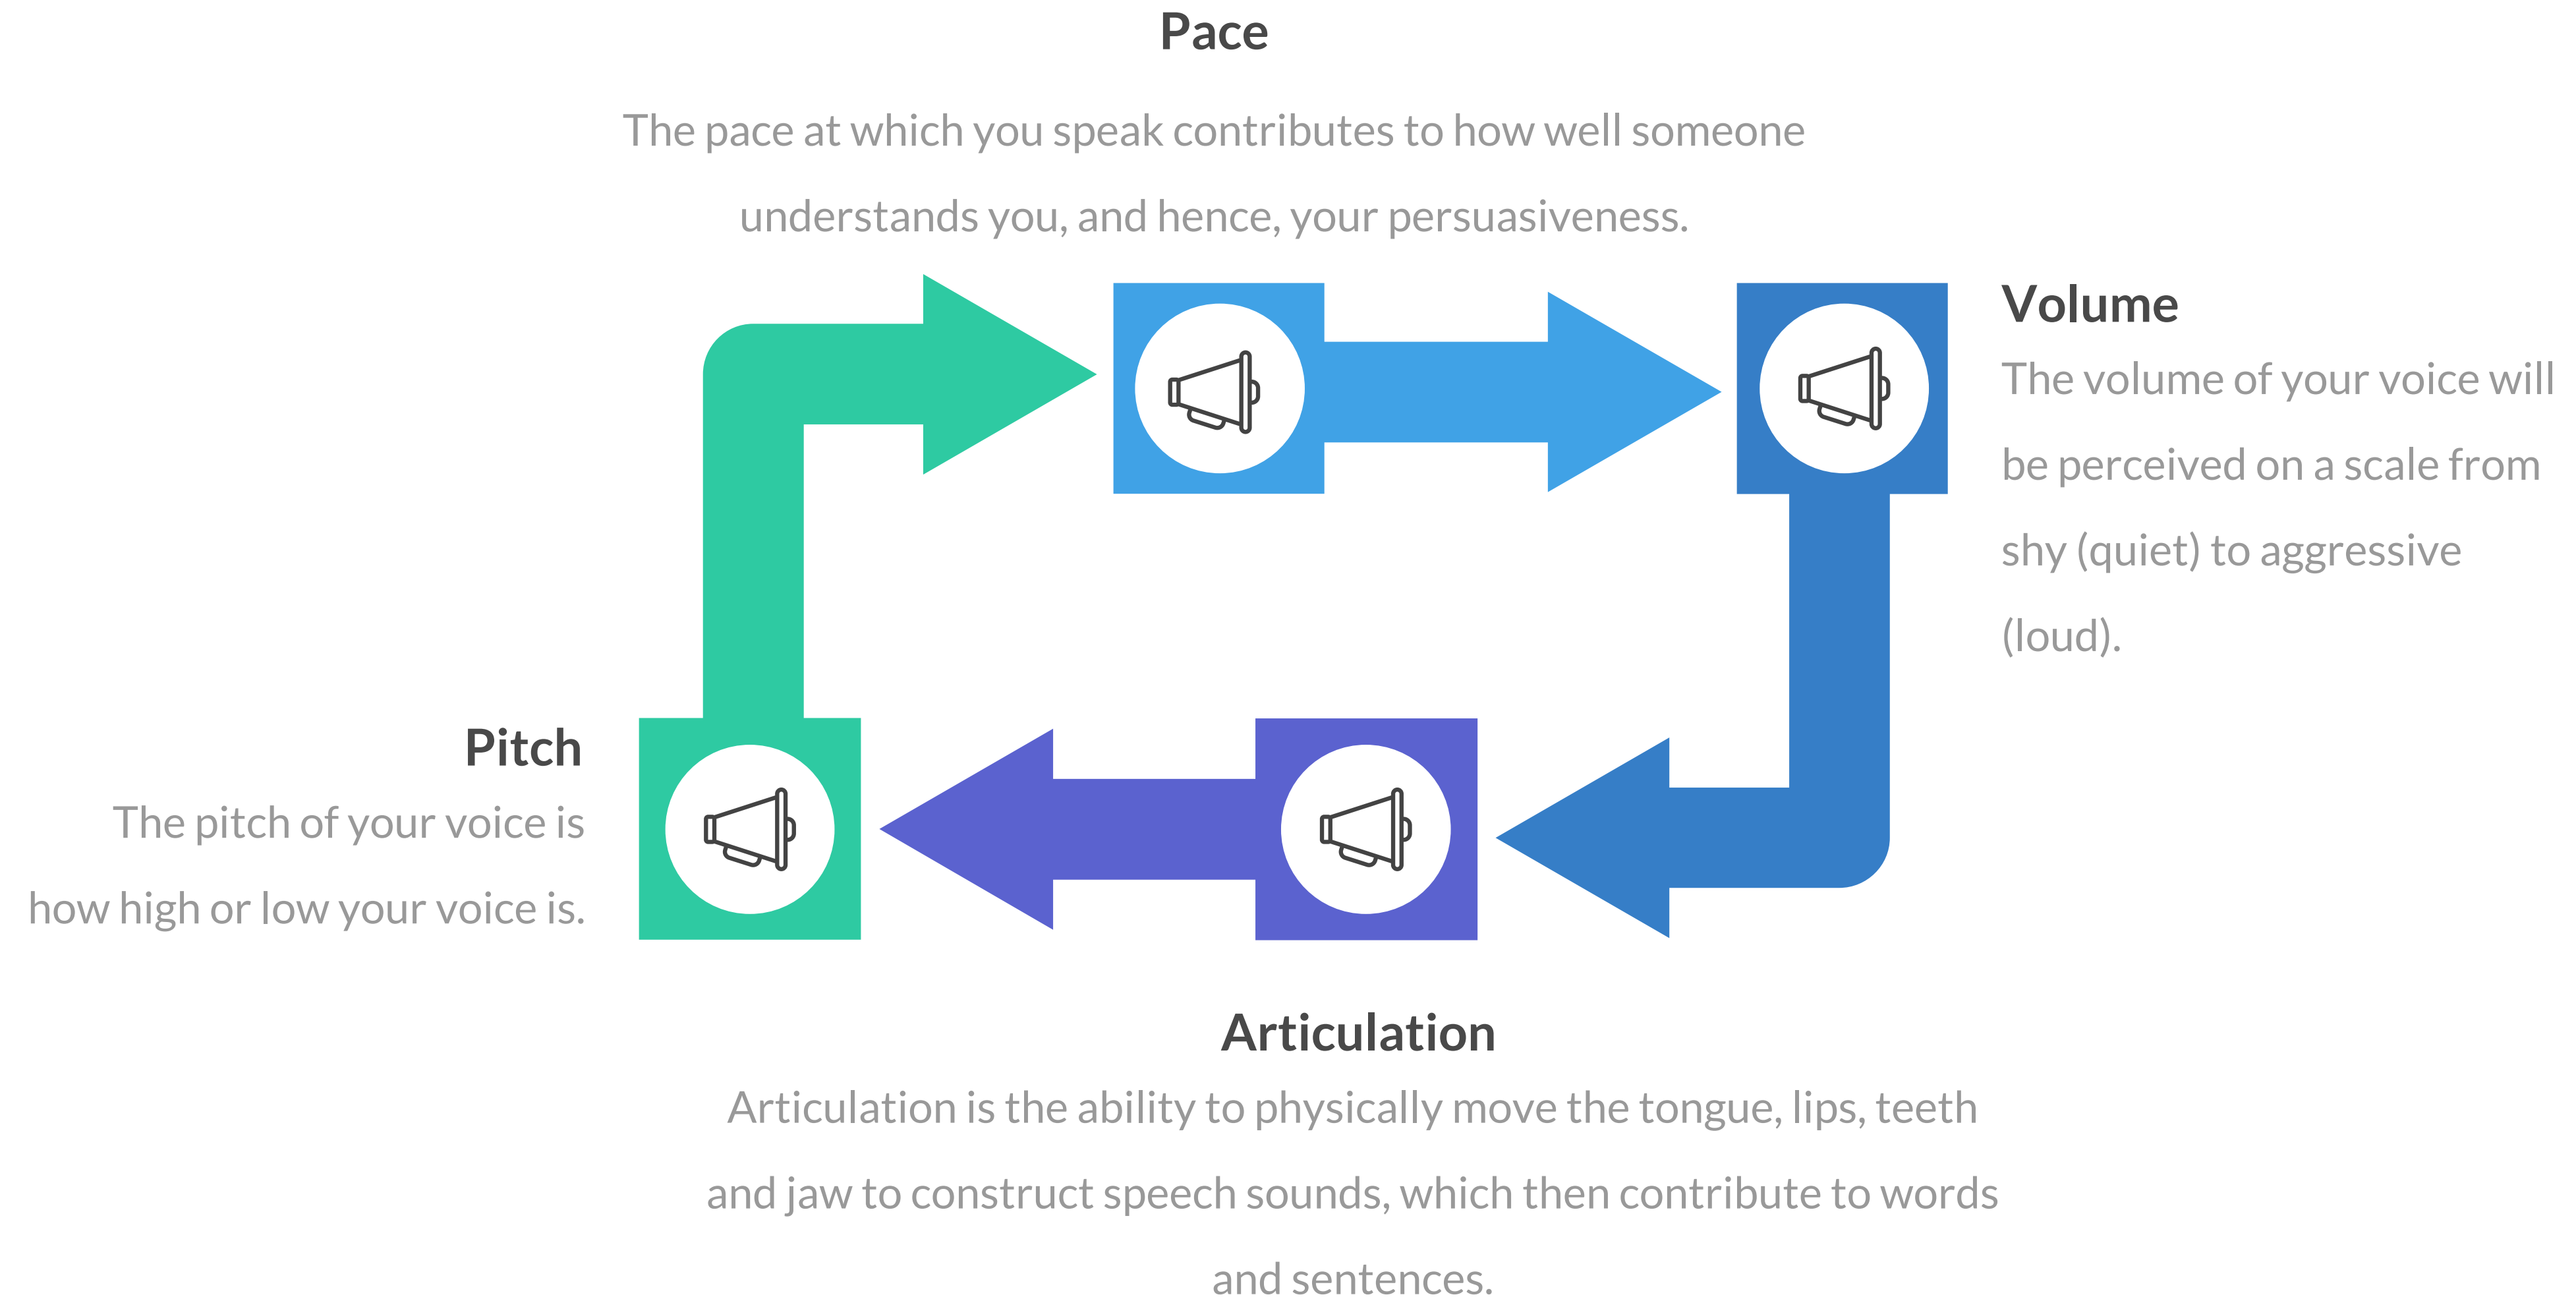 Pace
The pace at which you speak contributes to how well someone
understands you, and hence, your persuasiveness.
Volume
The volume of your voice will
be perceived on a scale from
shy (quiet) to aggressive
(loud).
Pitch
The pitch of your voice is
how high or low your voice is.
Articulation
Articulation is the ability to physically move the tongue, lips, teeth
and jaw to construct speech sounds, which then contribute to words
and sentences.